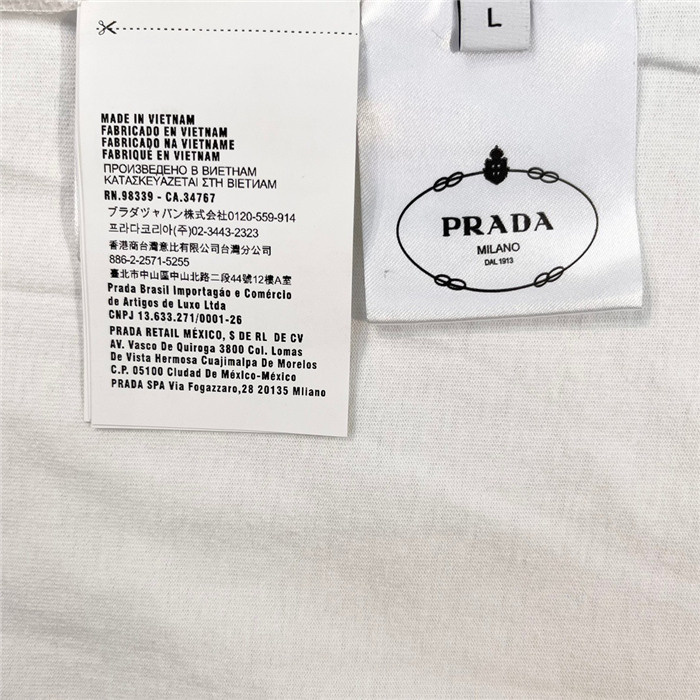 MADE IN VIETNAM
FABRICADO EN VIETNAM
FABRICADO NA VIETNAME
FABRIQUÉ EN VIETNAM
ПРОИЗВЕДЕНО В ВИЕТНАМ
ΚΑΤΑΣΚΕΥΑΖΕΤΑΙ ΣΤΗ ΒΙΕΤΝΑΜ
RN.98339 - CA.34767
プラダジャパン株式会社0120-559-914
프라다코리아(주)02-3443-2323
香港商台灣意比有限公司台灣分公司
886-2-2571-5255
臺北市中山區中山北路二段44號12樓A室
Prada Brasil Importagáo e Comércio
de Artigos de Luxo Ltda
CNPJ 13.633.271/0001-26
PRADA RETAIL MÉXICO, S DE RL DE CV
AV. Vasco De Quiroga 3800 Col. Lomas
De Vista Hermosa Cuajimalpa De Morelos
C.P. 05100 Ciudad De México-México
PRADA SPA Via Fogazzaro,28 20135 Milano
L
PRADA
MILANO
DAL 1913